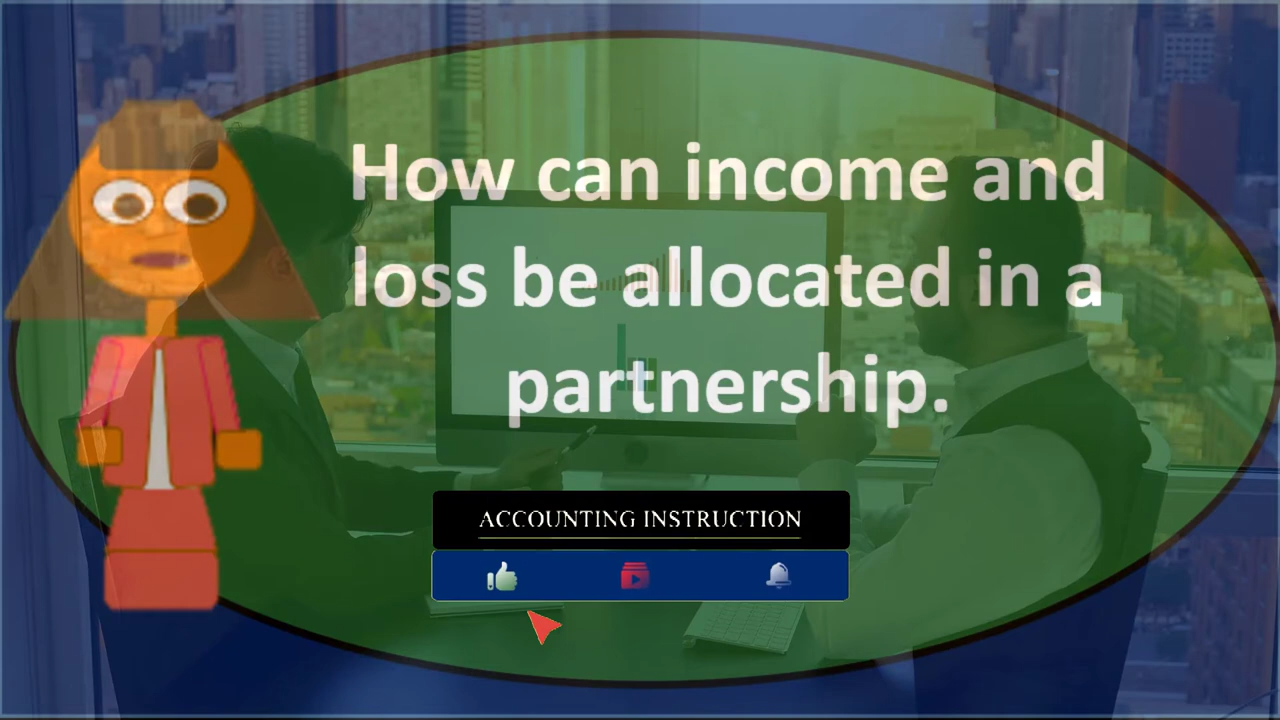 How can income and
loss be allocated in a
partnership.
ACCOUNTING INSTRUCTION